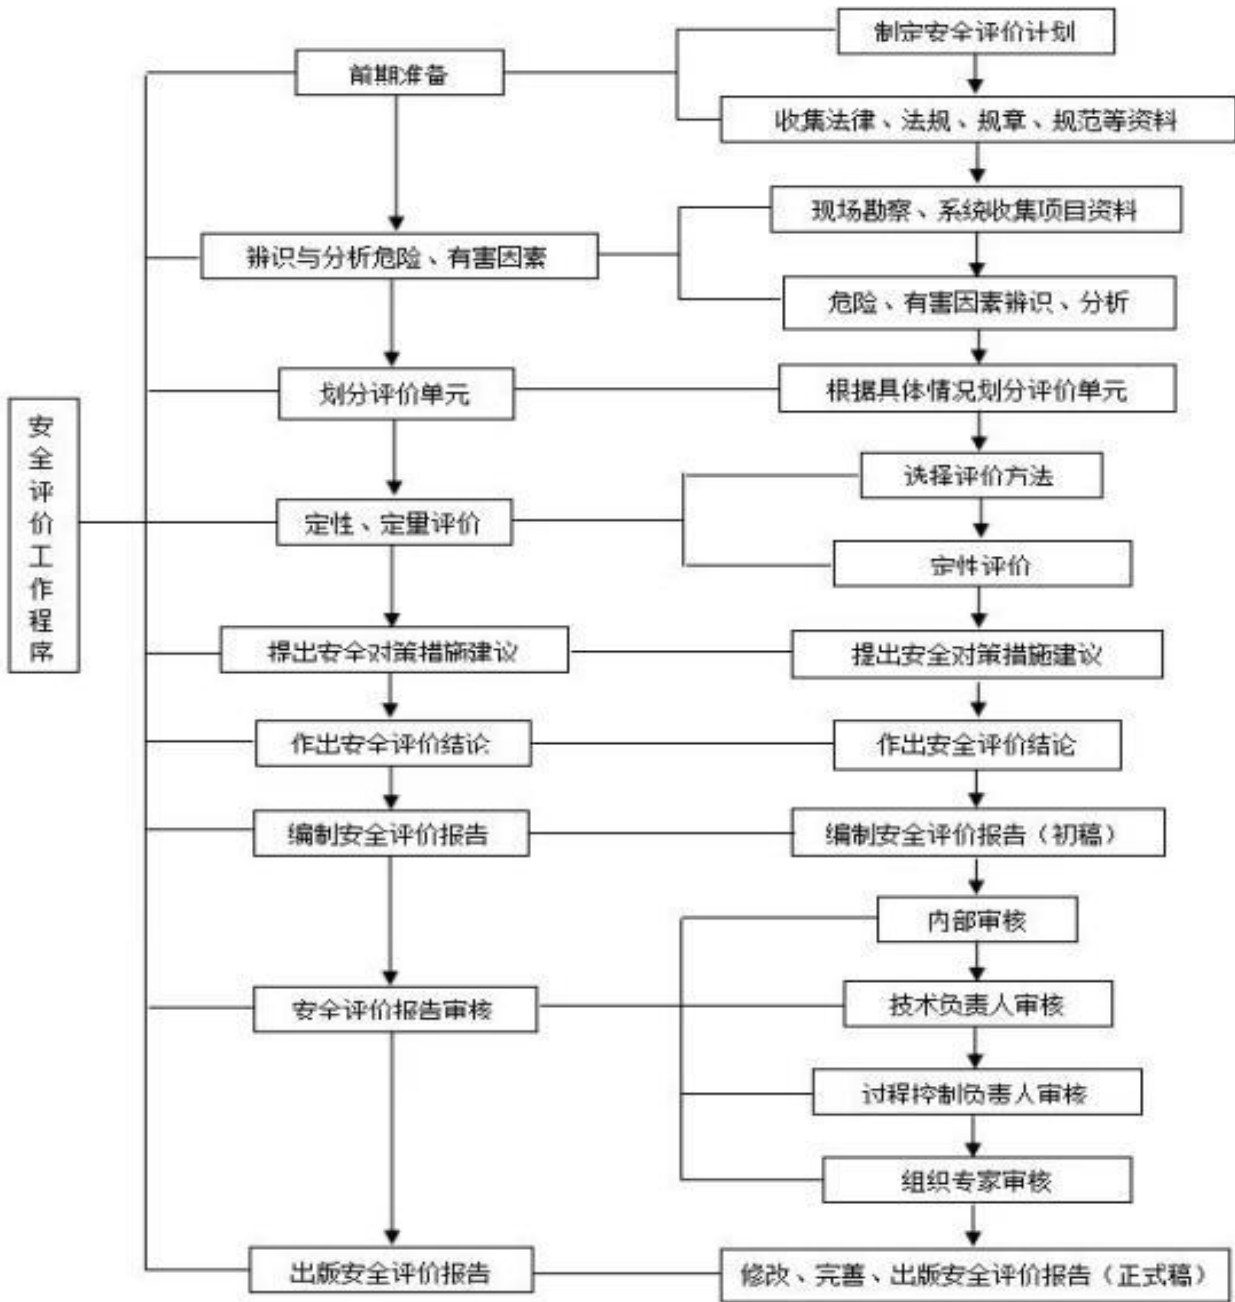 制定安全评价计划
前期准备
收集法律、法规、规章、规范等资料
现场勘察、系统收集项目资料
辨识与分析危险、有害因素
危险、有害因素辨识、分析
划分评价单元
根据具体情况划分评价单元
安全评价工作程序
选择评价方法
定性、定量评价
定性评价
提出安全对策措施建议
提出安全对策措施建议
作出安全评价结论
作出安全评价结论
编制安全评价报告
编制安全评价报告（初稿）
内部审核
安全评价报告审核
技术负责人审核
过程控制负责人审核
组织专家审核
出版安全评价报告
修改、完善、出版安全评价报告（正式稿）